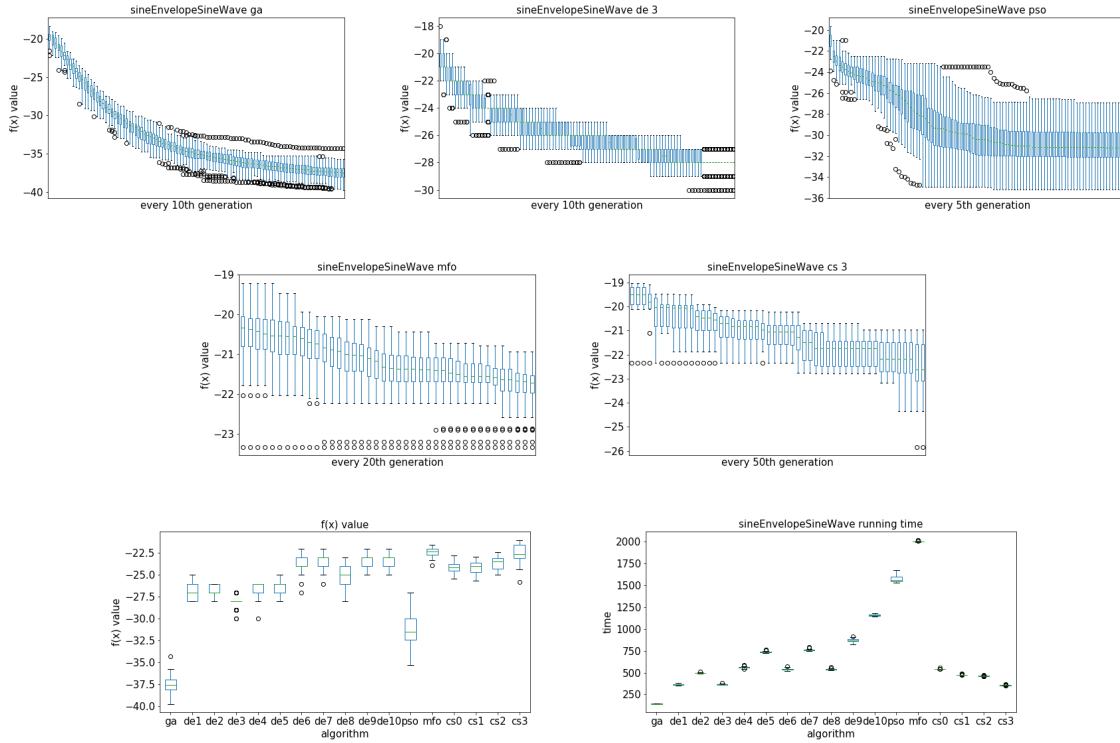 sineEnvelopeSineWave ga
−20
−25
−30
−35
−40
f(x) value
every 10th generation
sineEnvelopeSineWave de 3
−18
−20
−22
−24
−26
−28
−30
f(x) value
every 10th generation
sineEnvelopeSineWave pso
−20
−22
−24
−26
−28
−30
−32
−34
−36
f(x) value
every 5th generation
sineEnvelopeSineWave mfo
−19
−20
−21
−22
−23
f(x) value
every 20th generation
sineEnvelopeSineWave cs 3
−19
−20
−21
−22
−23
−24
−25
−26
f(x) value
every 50th generation
f(x) value
−22.5
−25.0
−27.5
−30.0
−32.5
−35.0
−37.5
−40.0
f(x) value
ga de1 de2 de3 de4 de5 de6 de7 de8 de9 de10 pso mfo cs0 cs1 cs2 cs3
algorithm
sineEnvelopeSineWave running time
2000
1750
1500
1250
1000
750
500
250
time
ga de1 de2 de3 de4 de5 de6 de7 de8 de9 de10 pso mfo cs0 cs1 cs2 cs3
algorithm